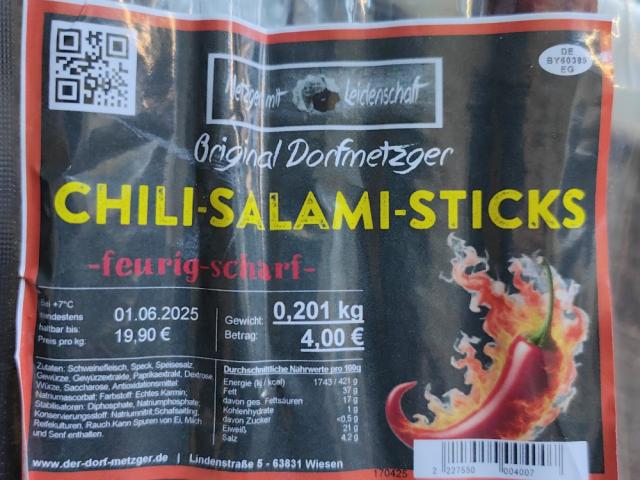 Metzger mit Leidenschaft
DE
BY60389
EG
Original Dorfmetzger
CHILI-SALAMI-STICKS
-feurig-scharf-
Bei +7°C
mindestens
haltbar bis: 01.06.2025
Preis pro kg: 19,90 €
Gewicht: 0,201 kg
Betrag: 4,00 €
Zutaten: Schweinefleisch, Speck, Speisesalz,
Gewürze, Gewürzextrakte, Paprikaextrakt, Dextrose,
Würze, Saccharose, Antioxidationsmittel:
Natriumascorbat; Farbstoff: Echtes Karmin;
Stabilisatoren: Diphosphate, Natriumphosphate;
Konservierungsstoff: Natriumnitrit,Schafsaitling,
Reifekulturen, Rauch.Kann Spuren von Ei, Milch
und Senf enthalten.
Durchschnittliche Nährwerte pro 100g
Energie (kj / kcal) 1743 / 421 g
Fett 37 g
davon ges. Fettsäuren 17 g
Kohlenhydrate 1 g
davon Zucker <0,5 g
Eiweiß 21 g
Salz 4,2 g
www.der-dorf-metzger.de | Lindenstraße 5 - 63831 Wiesen
170425
2 227550 004007